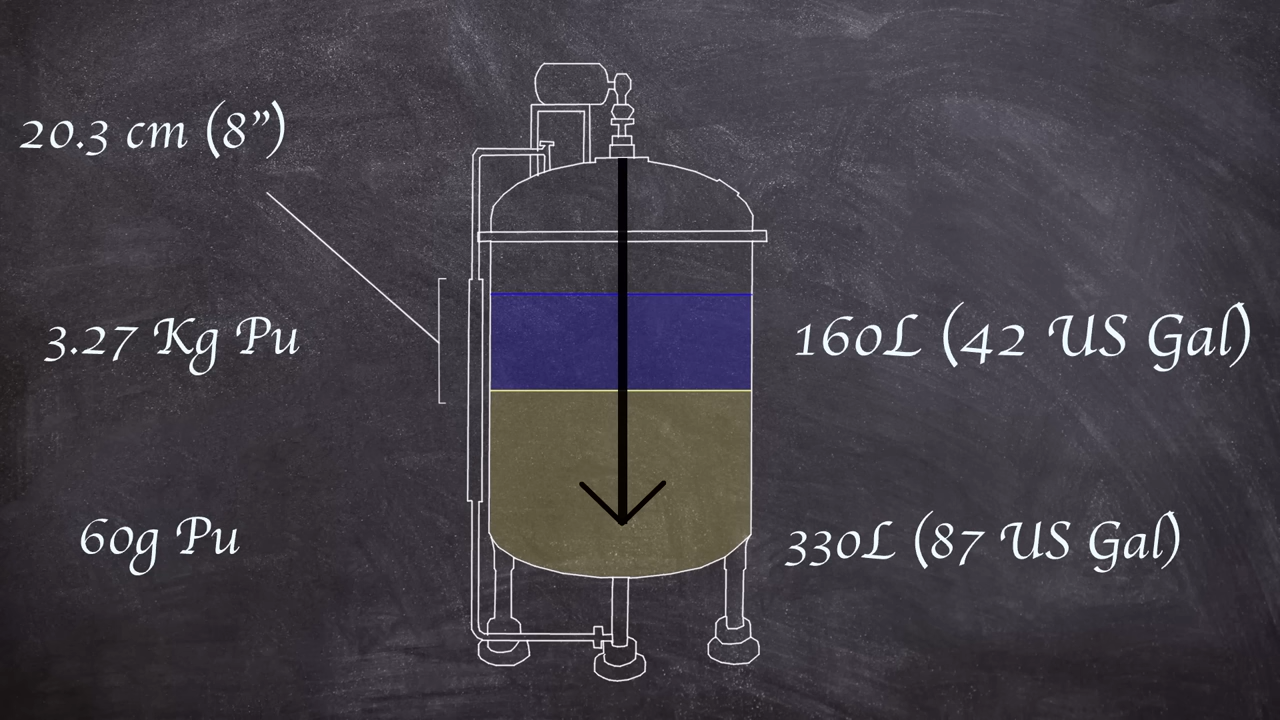 20.3 cm (8”)
3.27 Kg Pu
160L (42 US Gal)
60g Pu
330L (87 US Gal)